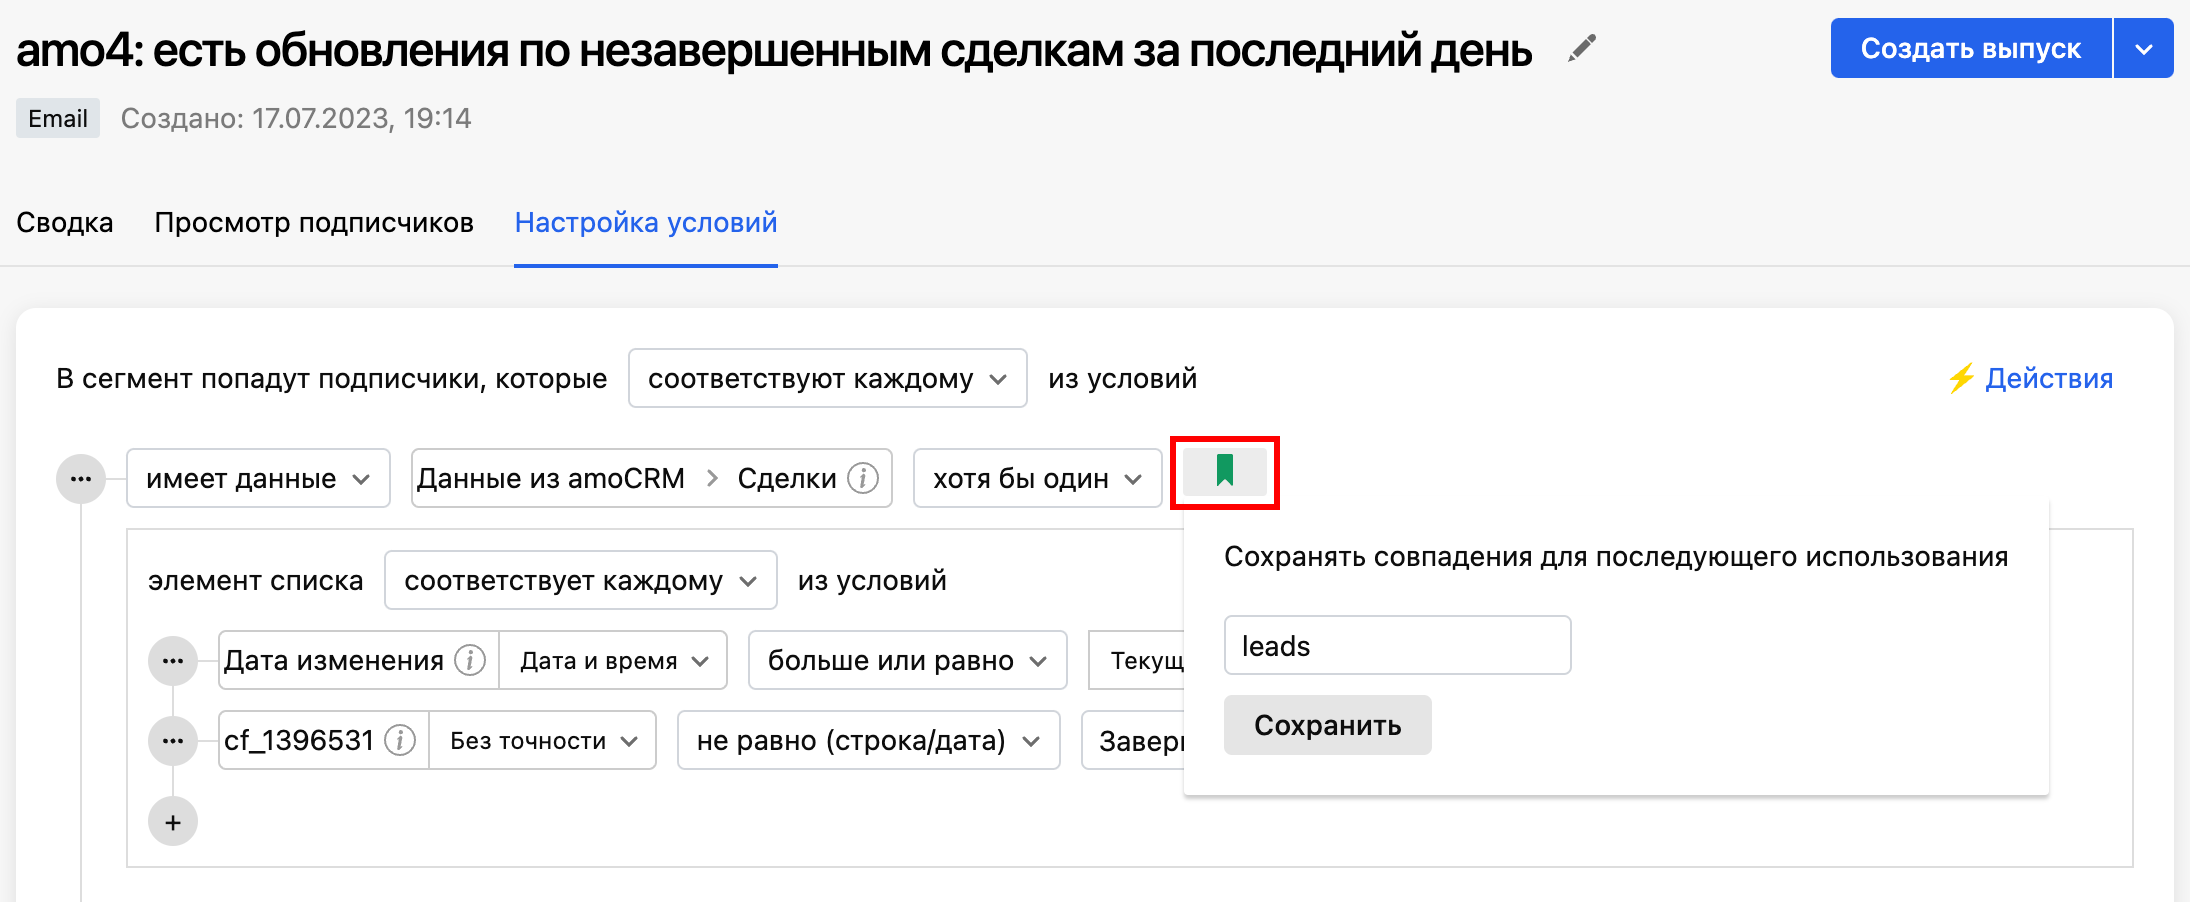 amo4: есть обновления по незавершенным сделкам за последний день
Создать выпуск
Email Создано: 17.07.2023, 19:14
Сводка Просмотр подписчиков Настройка условий
В сегмент попадут подписчики, которые соответствуют каждому из условий
Действия
имеет данные Данные из amoCRM > Сделки хотя бы один
элемент списка соответствует каждому из условий
Сохранять совпадения для последующего использования
leads
Сохранить
Дата изменения Дата и время больше или равно Текущ
cf_1396531 Без точности не равно (строка/дата) Завер